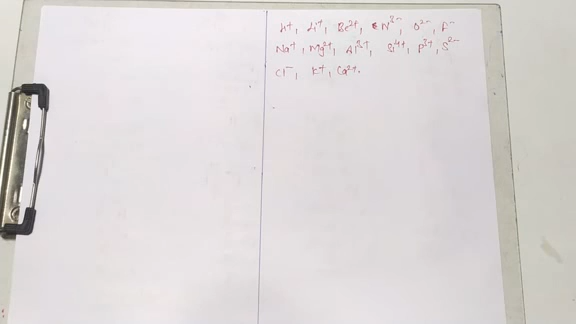 H⁺, Li⁺, Be²⁺, N³⁻, O²⁻, F⁻
Na⁺, Mg²⁺, Al³⁺, Si⁴⁺, P³⁺, S²⁻
Cl⁻, K⁺, Ca²⁺.